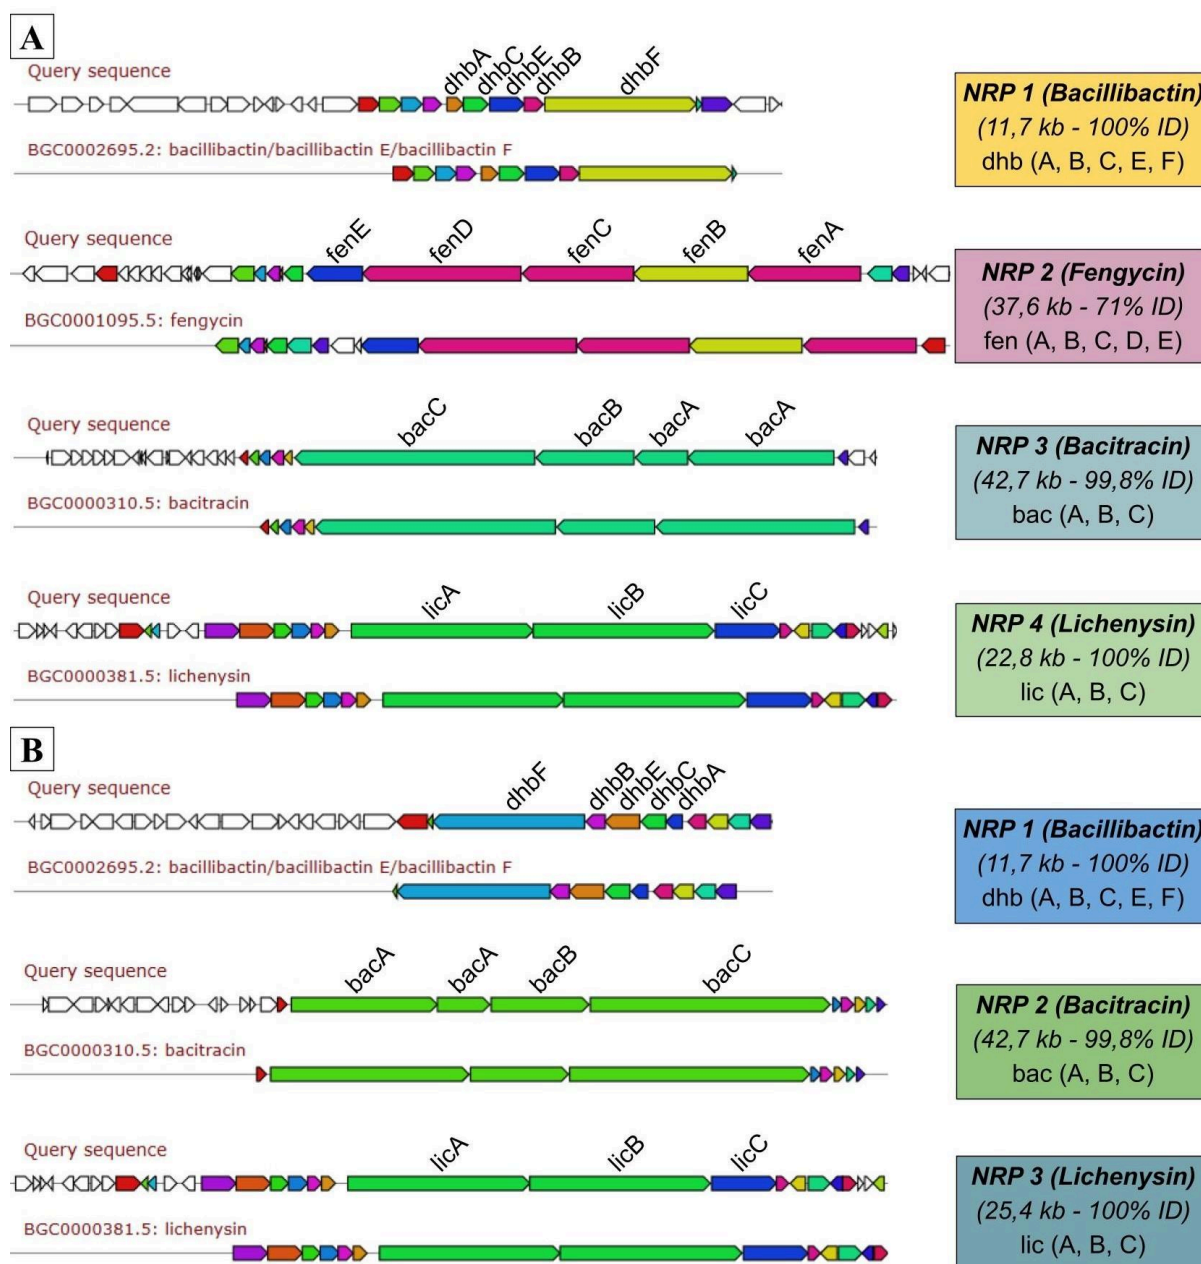 A
Query sequence
dhbA dhbC dhbE dhbB dhbF
BGC0002695.2: bacillibactin/bacillibactin E/bacillibactin F
NRP 1 (Bacillibactin)
(11,7 kb - 100% ID)
dhb (A, B, C, E, F)
Query sequence
fenE fenD fenC fenB fenA
BGC0001095.5: fengycin
NRP 2 (Fengycin)
(37,6 kb - 71% ID)
fen (A, B, C, D, E)
Query sequence
bacC bacB bacA bacA
BGC0000310.5: bacitracin
NRP 3 (Bacitracin)
(42,7 kb - 99,8% ID)
bac (A, B, C)
Query sequence
licA licB licC
BGC0000381.5: lichenysin
NRP 4 (Lichenysin)
(22,8 kb - 100% ID)
lic (A, B, C)
B
Query sequence
dhbF dhbB dhbE dhbC dhbA
BGC0002695.2: bacillibactin/bacillibactin E/bacillibactin F
NRP 1 (Bacillibactin)
(11,7 kb - 100% ID)
dhb (A, B, C, E, F)
Query sequence
bacA bacA bacB bacC
BGC0000310.5: bacitracin
NRP 2 (Bacitracin)
(42,7 kb - 99,8% ID)
bac (A, B, C)
Query sequence
licA licB licC
BGC0000381.5: lichenysin
NRP 3 (Lichenysin)
(25,4 kb - 100% ID)
lic (A, B, C)